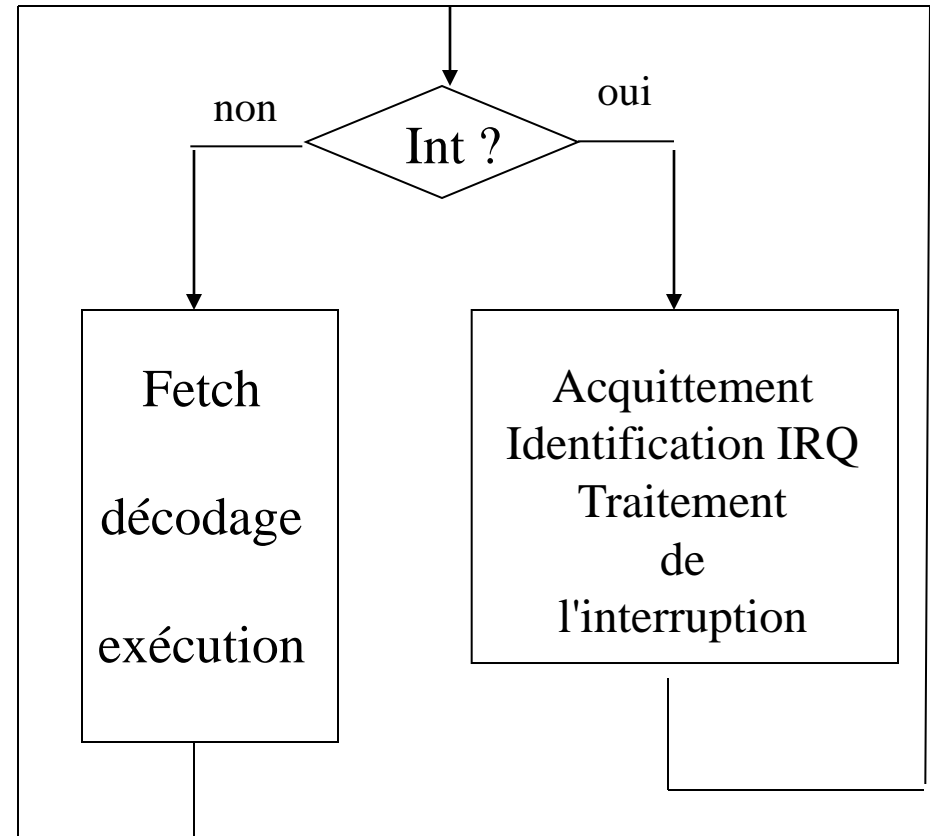 non
oui
Int ?
Fetch
décodage
exécution
Acquittement
Identification IRQ
Traitement
de
l'interruption